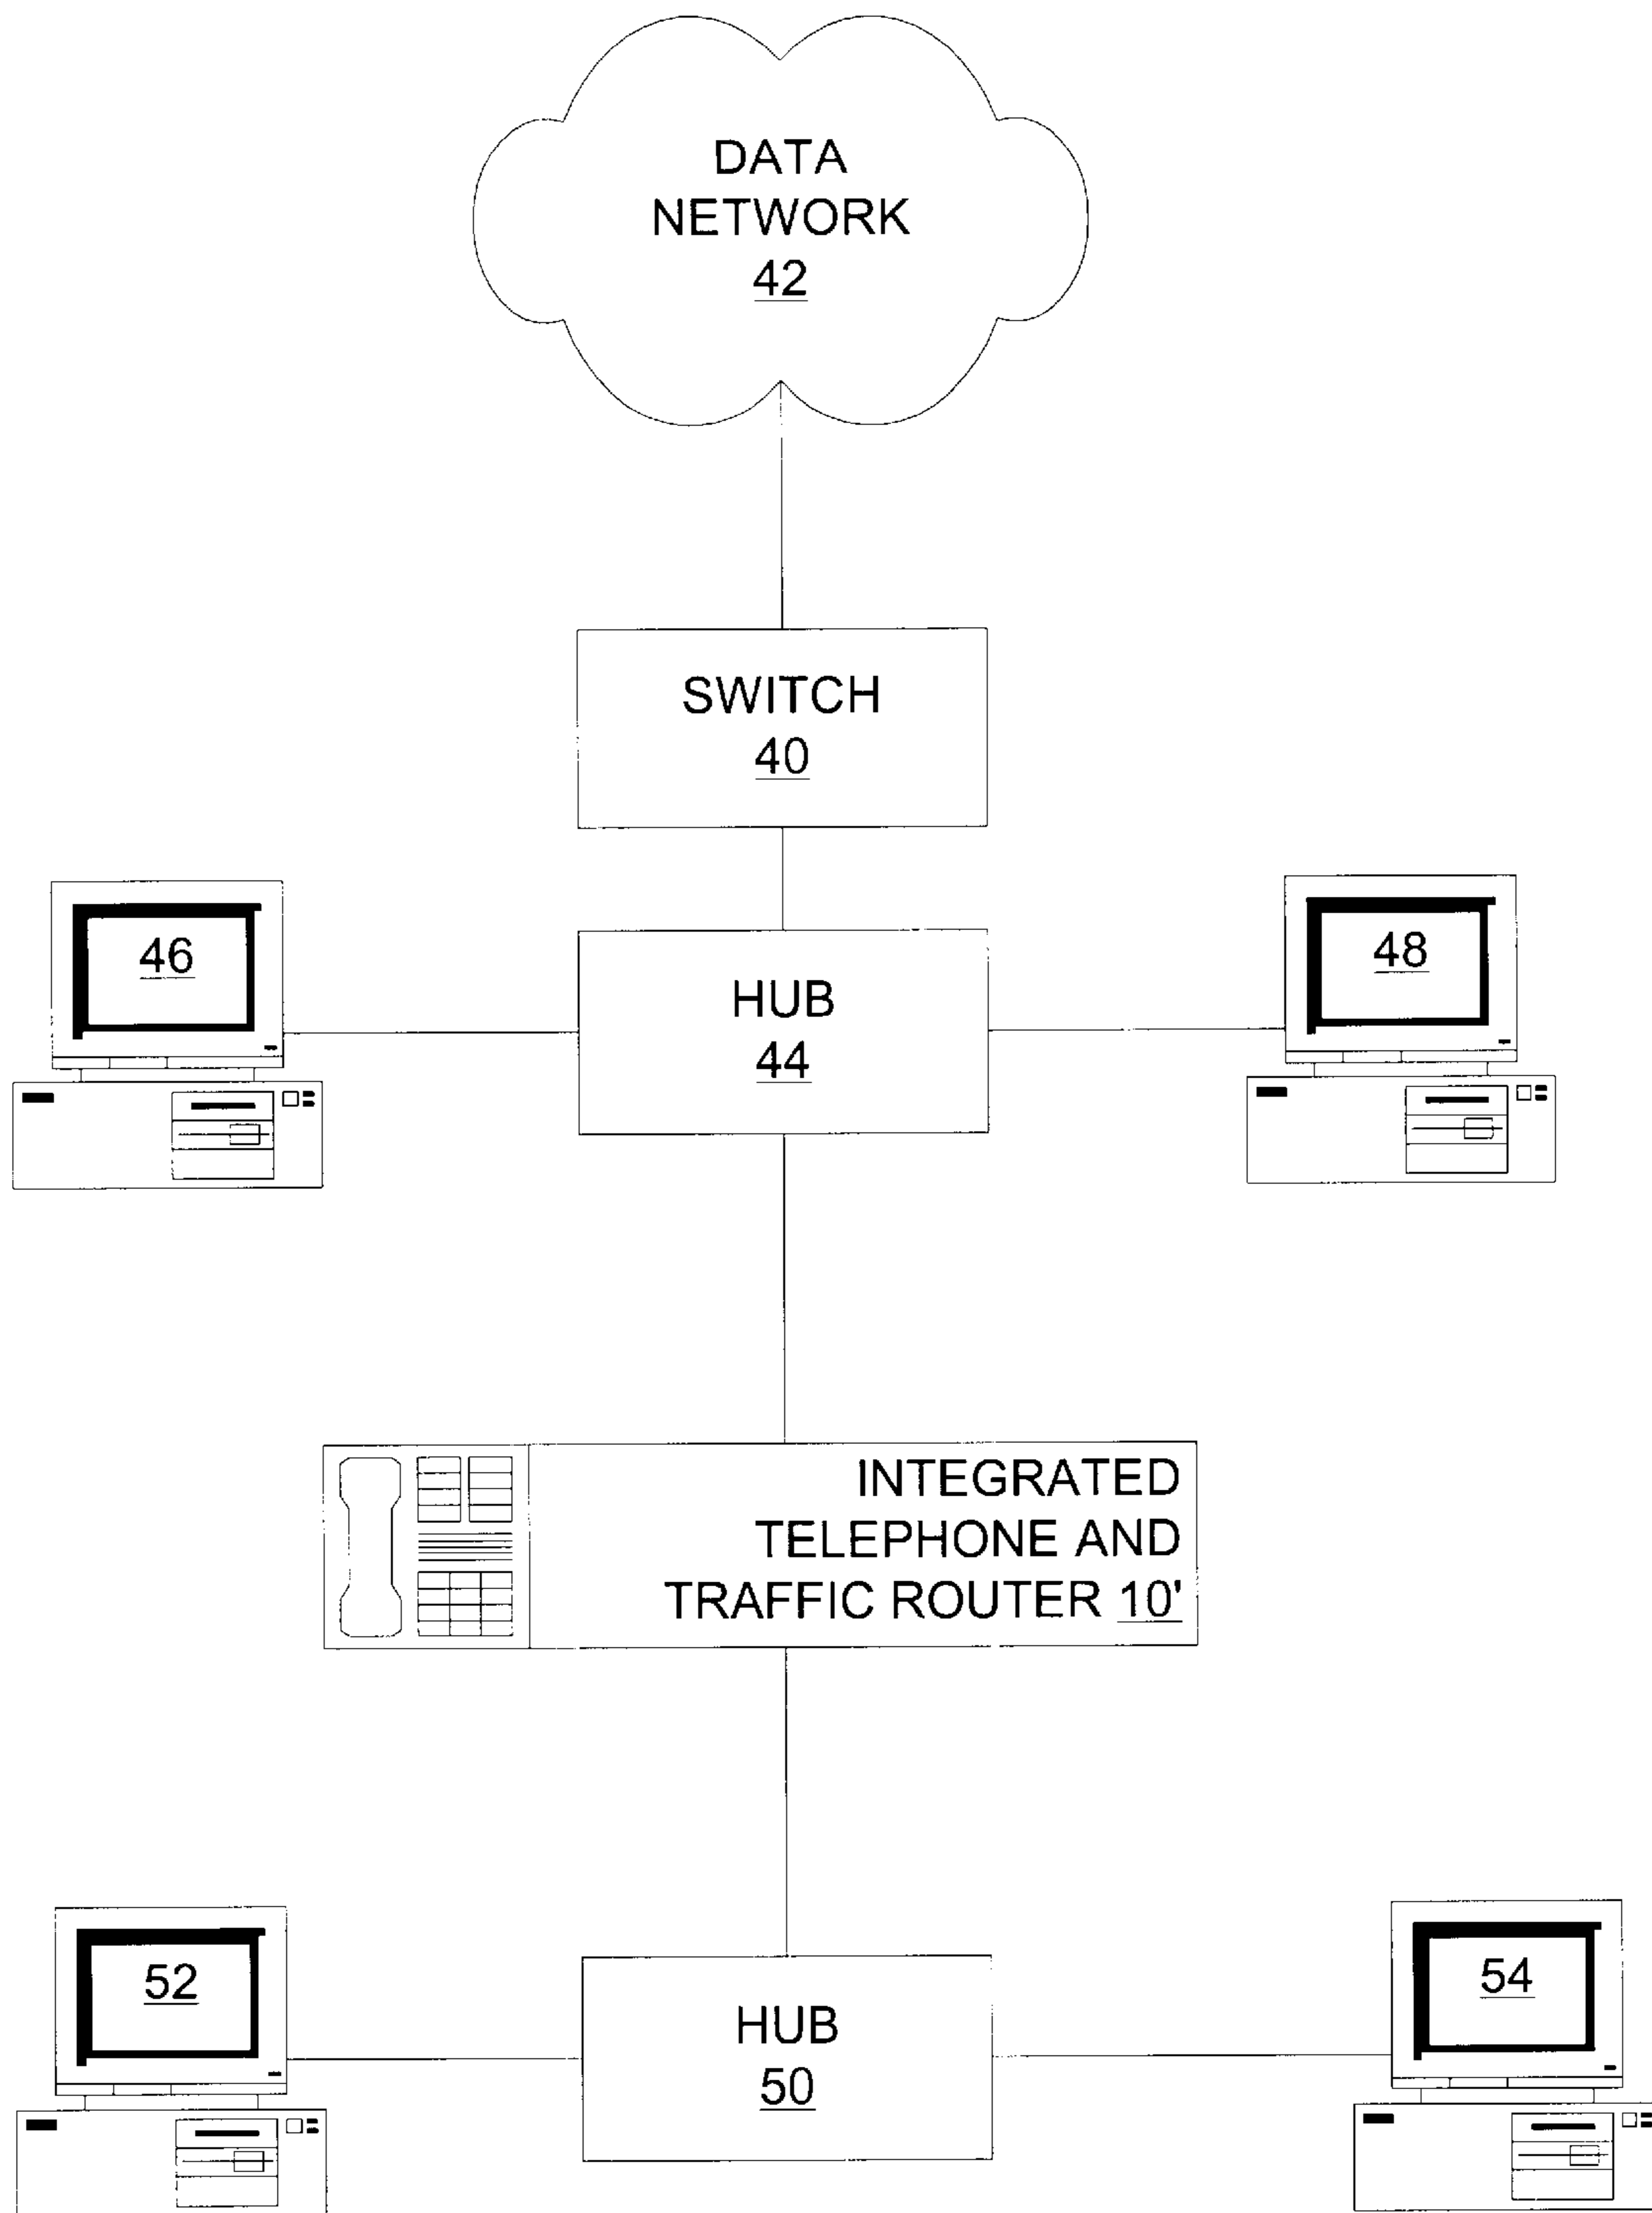 DATA
NETWORK
42
SWITCH
40
46
HUB
44
48
INTEGRATED
TELEPHONE AND
TRAFFIC ROUTER 10'
52
HUB
50
54